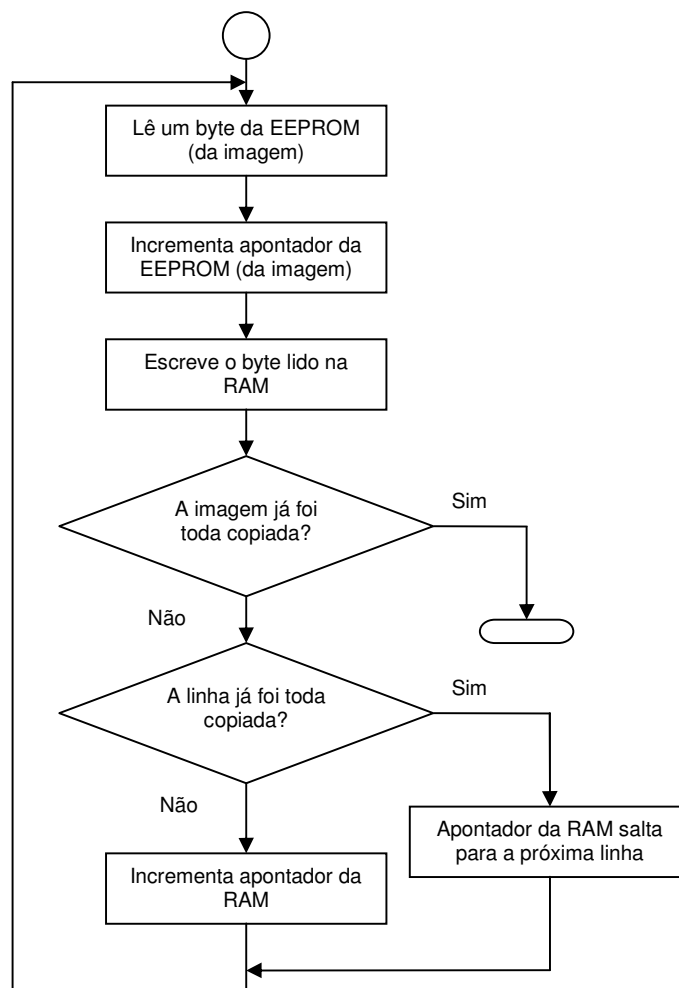 Lê um byte da EEPROM
(da imagem)
Incrementa apontador da
EEPROM (da imagem)
Escreve o byte lido na
RAM
A imagem já foi
toda copiada?
Sim
Não
A linha já foi toda
copiada?
Sim
Não
Apontador da RAM salta
para a próxima linha
Incrementa apontador da
RAM